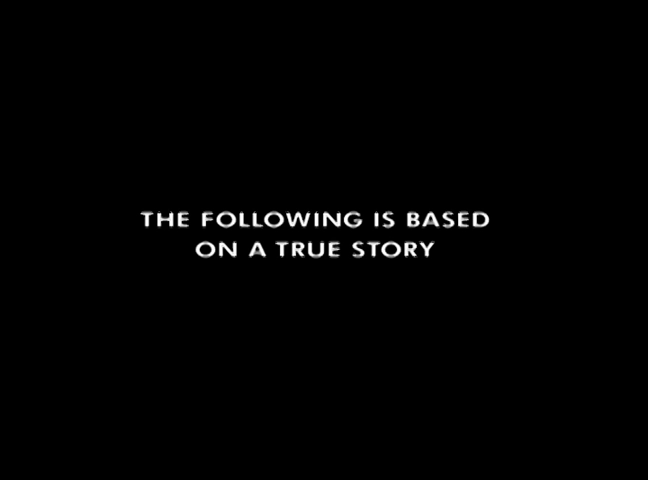 THE FOLLOWING IS BASED
ON A TRUE STORY